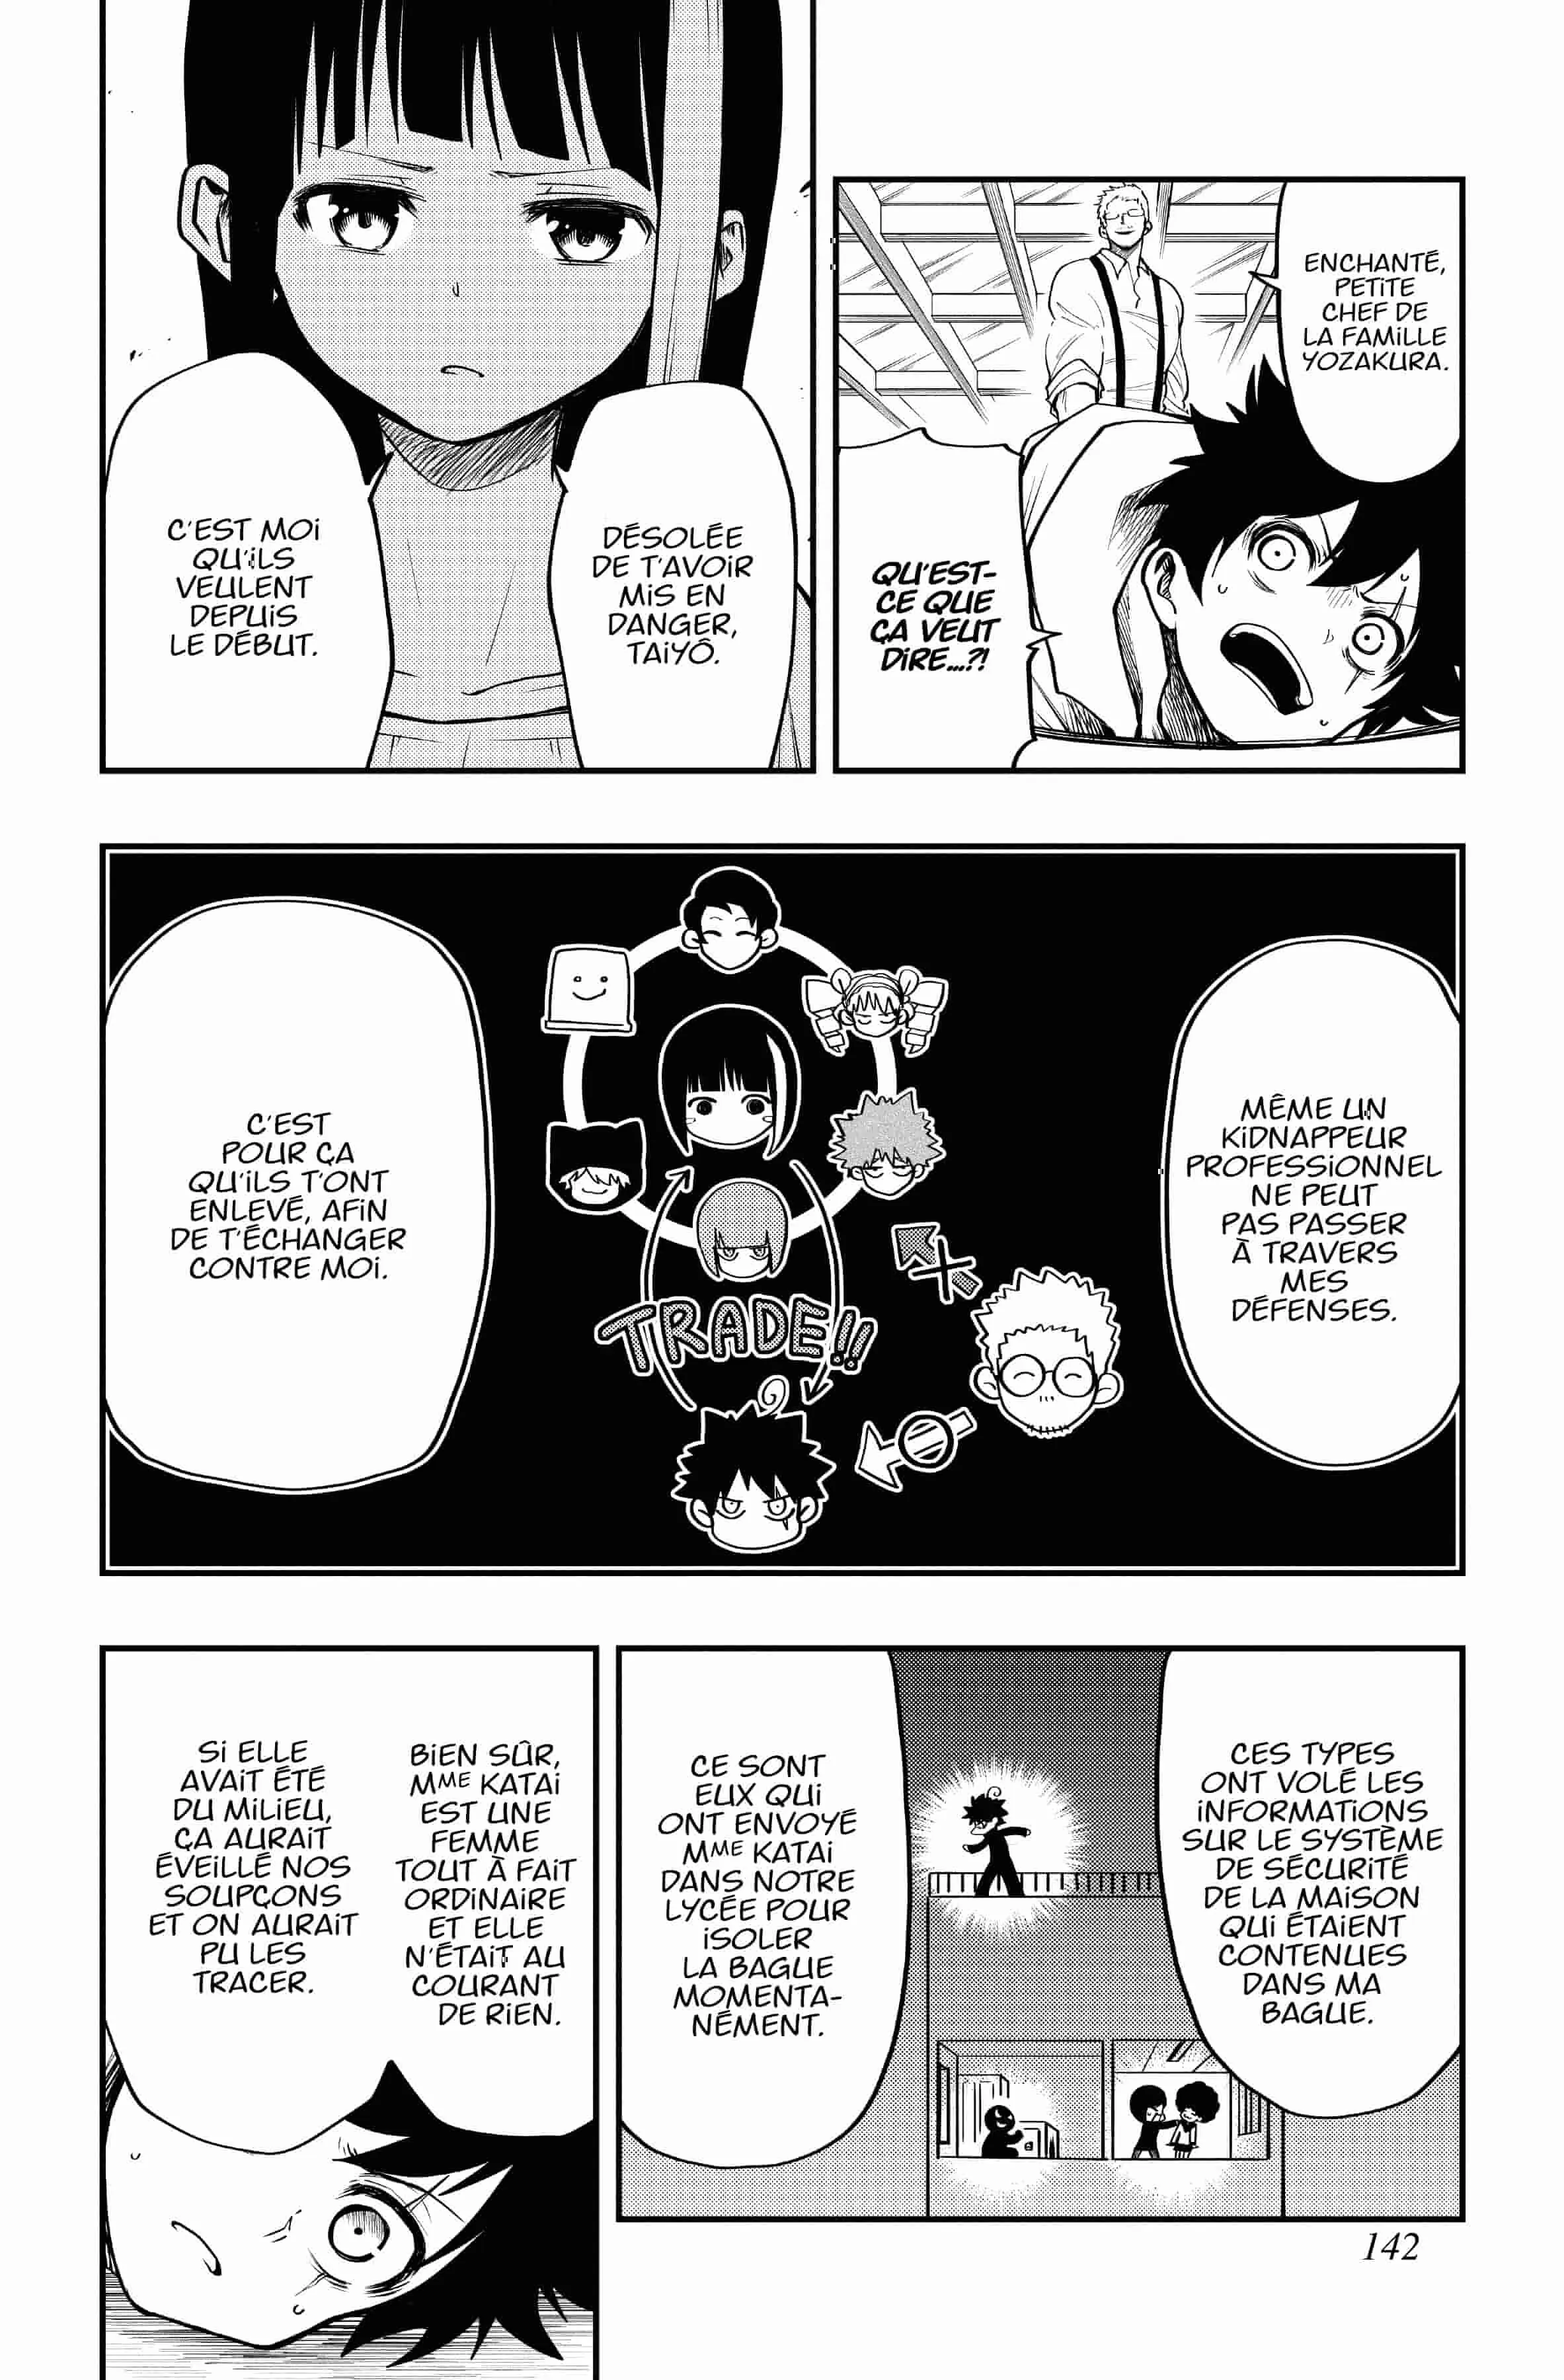 ENCHANTÉ,
PETITE
CHEF DE
LA FAMILLE
YOZAKURA.
QU'EST-
CE QUE
ÇA VEUT
DIRE...?!
DÉSOLÉE
DE T'AVOIR
MIS EN
DANGER,
TAIYÔ.
C'EST MOI
QU'ILS
VEULENT
DEPUIS
LE DÉBUT.
MÊME UN
KIDNAPPEUR
PROFESSIONNEL
NE PEUT
PAS PASSER
À TRAVERS
MES
DÉFENSES.
TRADE!!
C'EST
POUR ÇA
QU'ILS T'ONT
ENLEVÉ, AFIN
DE T'ÉCHANGER
CONTRE MOI.
CES TYPES
ONT VOLÉ LES
INFORMATIONS
SUR LE SYSTÈME
DE SÉCURITÉ
DE LA MAISON
QUI ÉTAIENT
CONTENUES
DANS MA
BAGUE.
CE SONT
EUX QUI
ONT ENVOYÉ
MME KATAI
DANS NOTRE
LYCÉE POUR
ISOLER
LA BAGUE
MOMENTA-
NÉMENT.
BIEN SÛR,
MME KATAI
EST UNE
FEMME
TOUT À FAIT
ORDINAIRE
ET ELLE
N'ÉTAIT AU
COURANT
DE RIEN.
SI ELLE
AVAIT ÉTÉ
DU MILIEU,
ÇA AURAIT
ÉVEILLÉ NOS
SOUPÇONS
ET ON AURAIT
PU LES
TRACER.
142